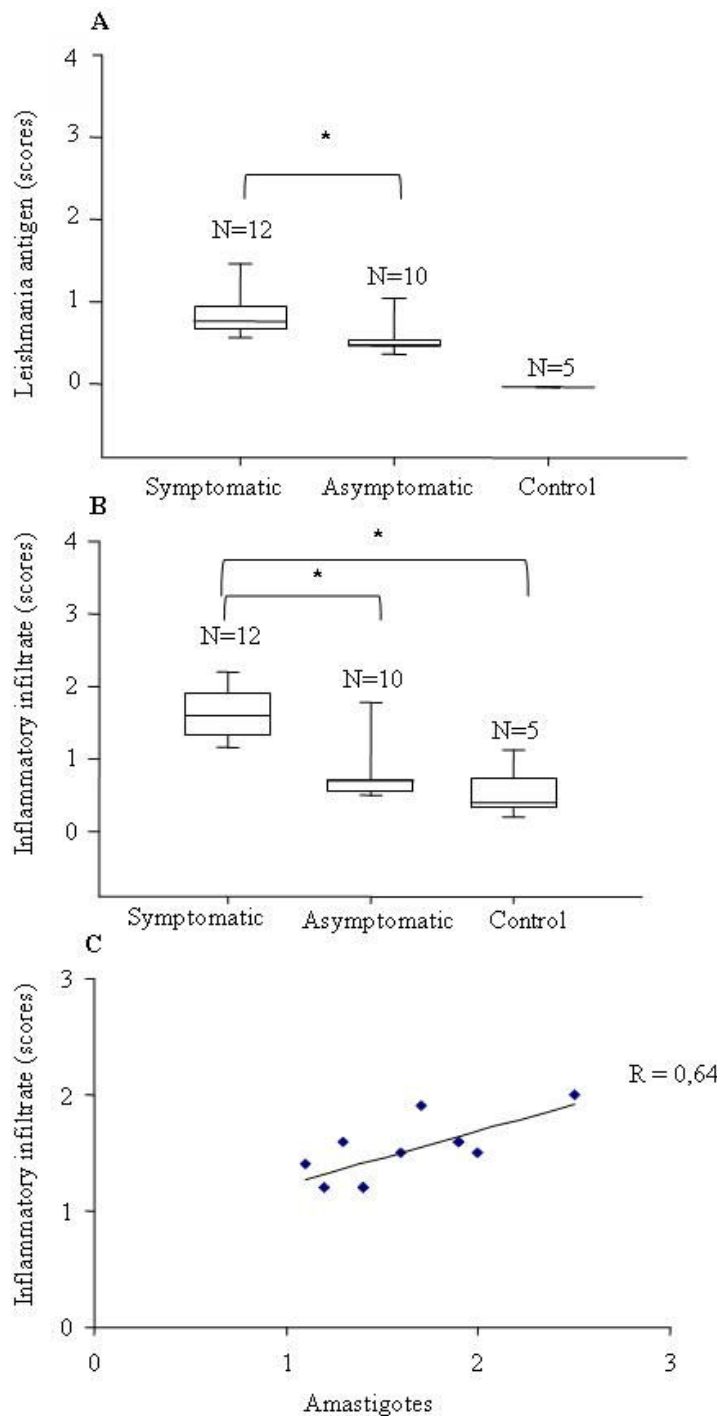 A
Leishmania antigen (scores)
4
3
2
1
0
*
N=12
N=10
N=5
Symptomatic
Asymptomatic
Control
B
Inflammatory infiltrate (scores)
4
3
2
1
0
*
*
N=12
N=10
N=5
Symptomatic
Asymptomatic
Control
C
Inflammatory infiltrate (scores)
3
2
1
0
R = 0,64
0
1
2
3
Amastigotes